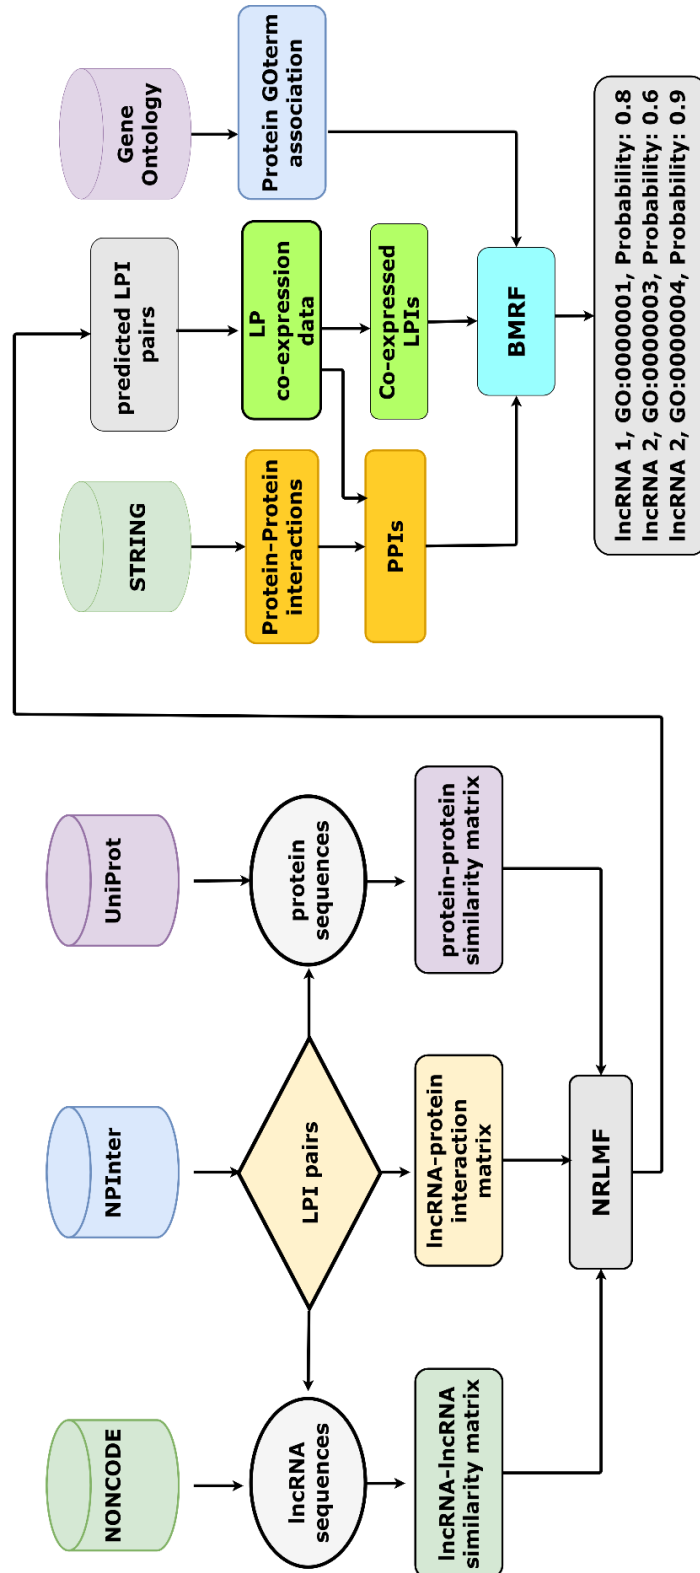 NONCODE
NPInter
UniProt
lncRNA
sequences
LPI pairs
protein
sequences
lncRNA-lncRNA
similarity matrix
lncRNA-protein
interaction
matrix
protein-protein
similarity matrix
NRLMF
STRING
predicted LPI
pairs
Gene
Ontology
Protein-Protein
interactions
LP
co-expression
data
Protein GOterm
association
PPIs
Co-expressed
LPIs
BMRF
lncRNA 1, GO:0000001, Probability: 0.8
lncRNA 2, GO:0000003, Probability: 0.6
lncRNA 2, GO:0000004, Probability: 0.9